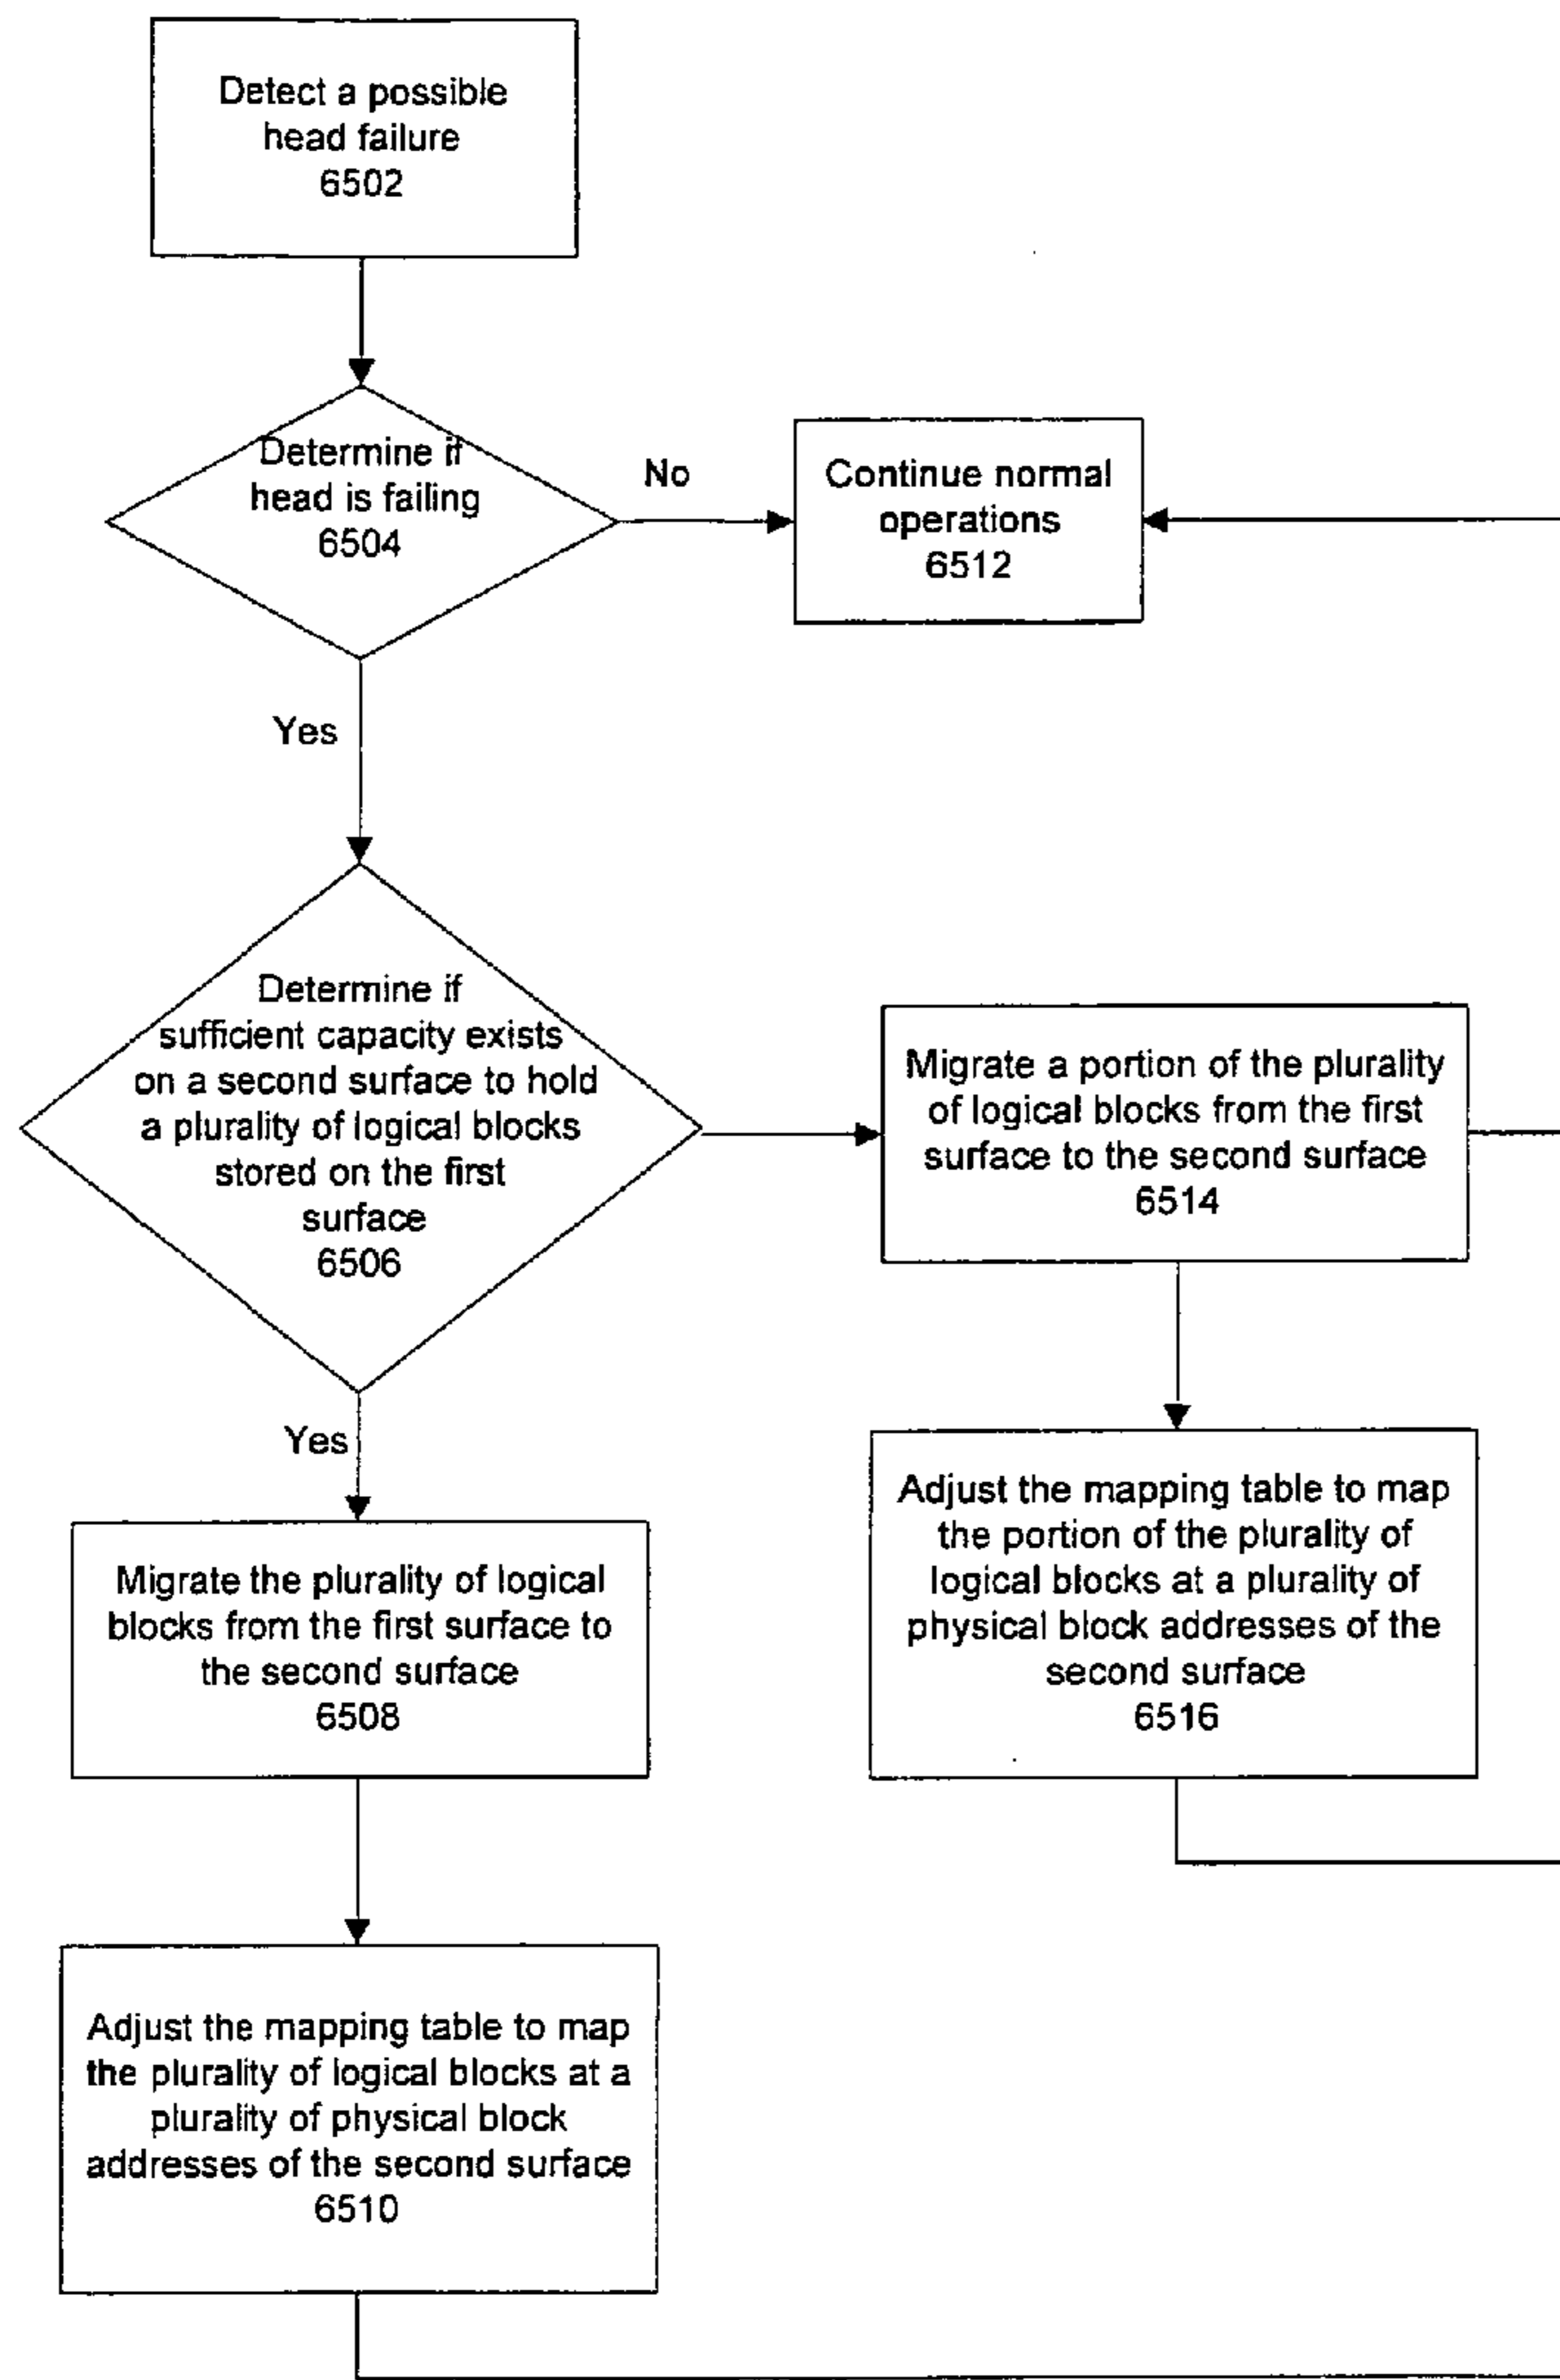 Detect a possible
head failure
6502
Determine if
head is failing
6504
No
Continue normal
operations
6512
Yes
Determine if
sufficient capacity exists
on a second surface to hold
a plurality of logical blocks
stored on the first
surface
6506
Migrate a portion of the plurality
of logical blocks from the first
surface to the second surface
6514
Yes
Adjust the mapping table to map
the portion of the plurality of
logical blocks at a plurality of
physical block addresses of the
second surface
6516
Migrate the plurality of logical
blocks from the first surface to
the second surface
6508
Adjust the mapping table to map
the plurality of logical blocks at a
plurality of physical block
addresses of the second surface
6510